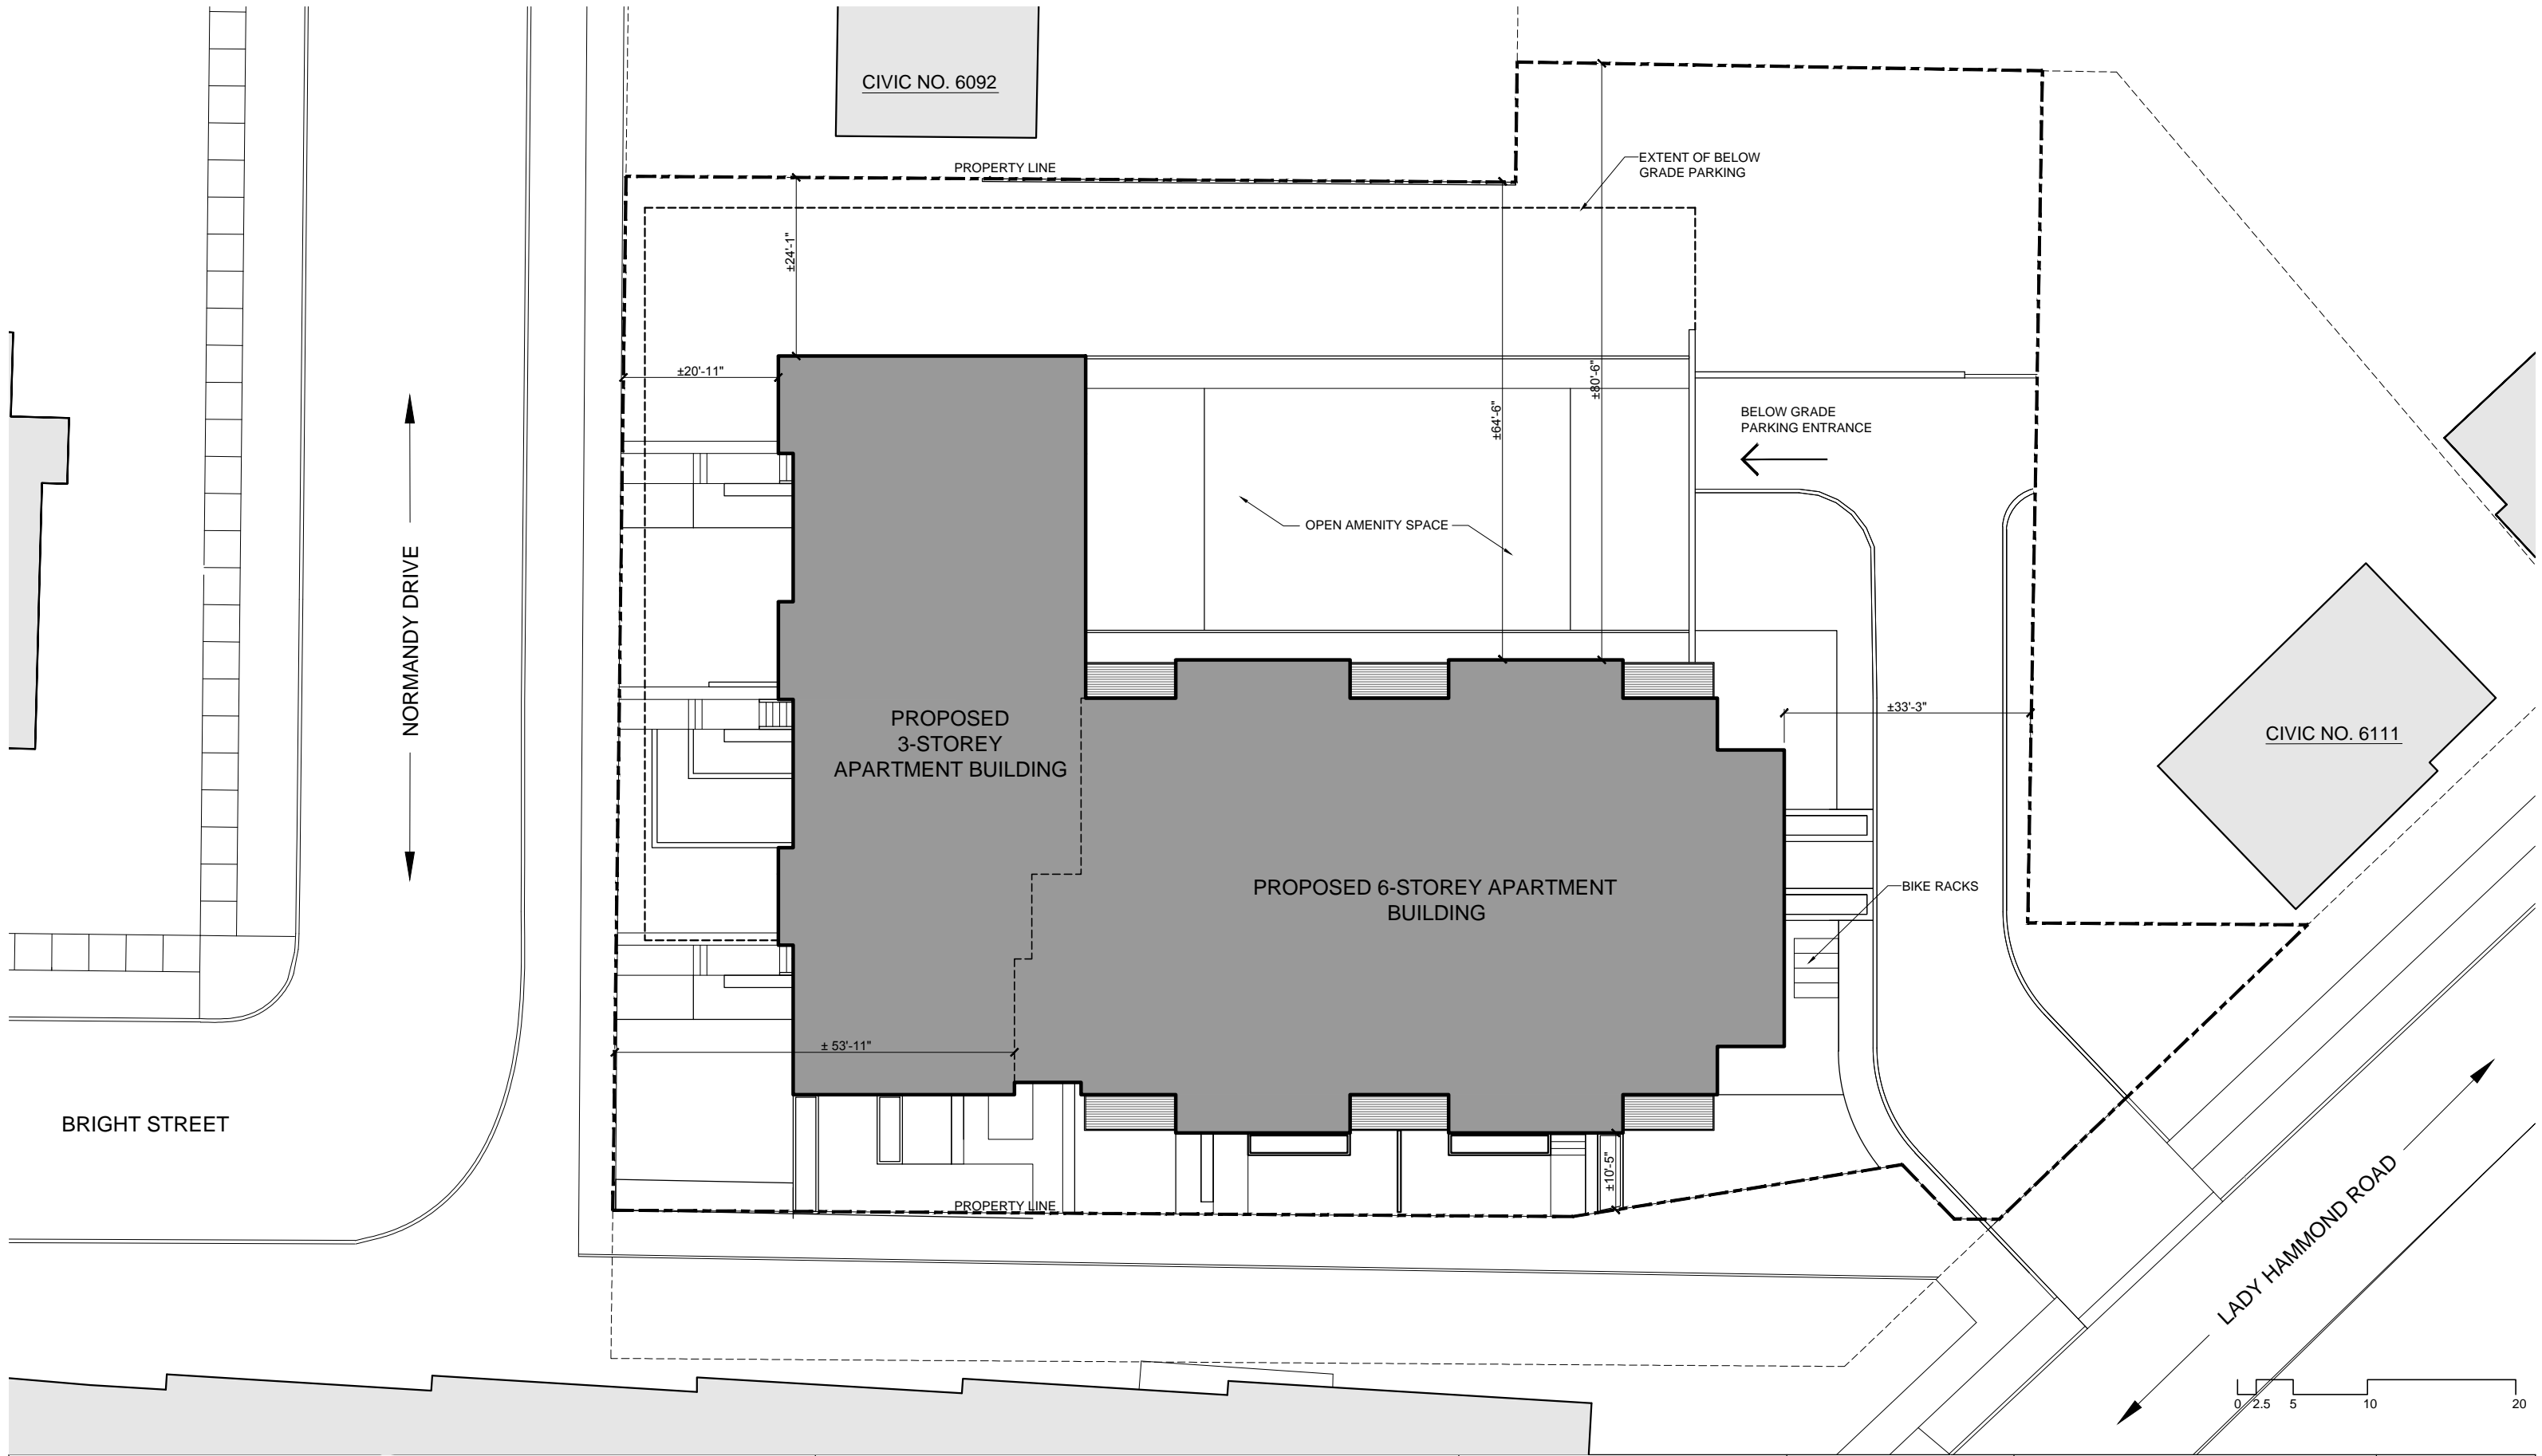 CIVIC NO. 6092
PROPERTY LINE
EXTENT OF BELOW
GRADE PARKING
±24'-1"
±20'-11"
±64'-6"
±80'-6"
BELOW GRADE
PARKING ENTRANCE
OPEN AMENITY SPACE
NORMANDY DRIVE
PROPOSED
3-STOREY
APARTMENT BUILDING
±33'-3"
CIVIC NO. 6111
PROPOSED 6-STOREY APARTMENT
BUILDING
BIKE RACKS
± 53'-11"
BRIGHT STREET
±10'-5"
PROPERTY LINE
LADY HAMMOND ROAD
0 2.5 5 10 20